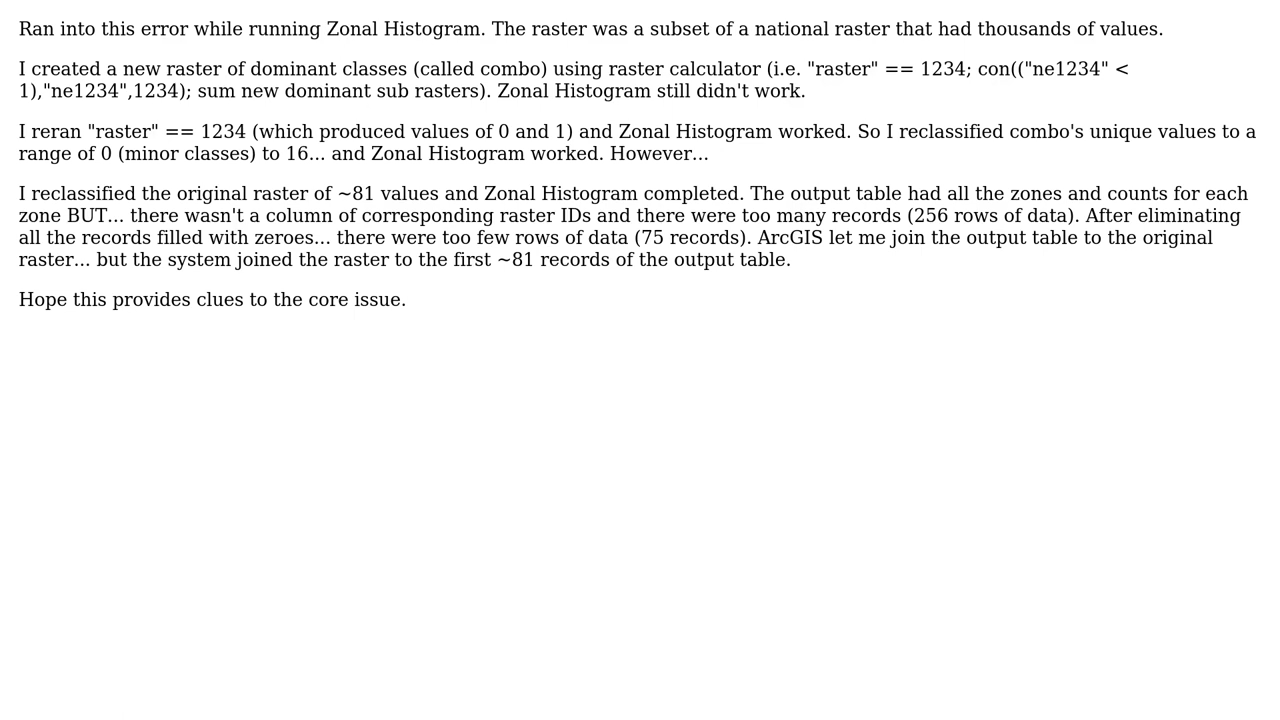 Ran into this error while running Zonal Histogram. The raster was a subset of a national raster that had thousands of values.
I created a new raster of dominant classes (called combo) using raster calculator (i.e. "raster" == 1234; con(("ne1234" <
1),"ne1234",1234); sum new dominant sub rasters). Zonal Histogram still didn't work.
I reran "raster" == 1234 (which produced values of 0 and 1) and Zonal Histogram worked. So I reclassified combo's unique values to a
range of 0 (minor classes) to 16... and Zonal Histogram worked. However...
I reclassified the original raster of ~81 values and Zonal Histogram completed. The output table had all the zones and counts for each
zone BUT... there wasn't a column of corresponding raster IDs and there were too many records (256 rows of data). After eliminating
all the records filled with zeroes... there were too few rows of data (75 records). ArcGIS let me join the output table to the original
raster... but the system joined the raster to the first ~81 records of the output table.
Hope this provides clues to the core issue.